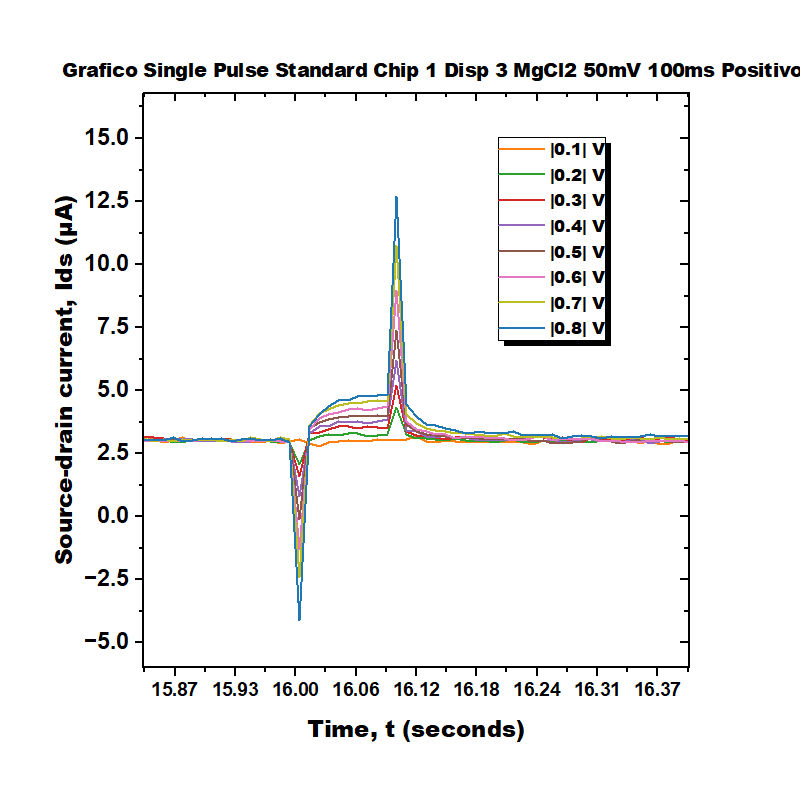 Grafico Single Pulse Standard Chip 1 Disp 3 MgCl2 50mV 100ms Positivo
15.0
12.5
10.0
7.5
5.0
2.5
0.0
−2.5
−5.0
Source-drain current, Ids (µA)
|0.1| V
|0.2| V
|0.3| V
|0.4| V
|0.5| V
|0.6| V
|0.7| V
|0.8| V
15.87 15.93 16.00 16.06 16.12 16.18 16.24 16.31 16.37
Time, t (seconds)